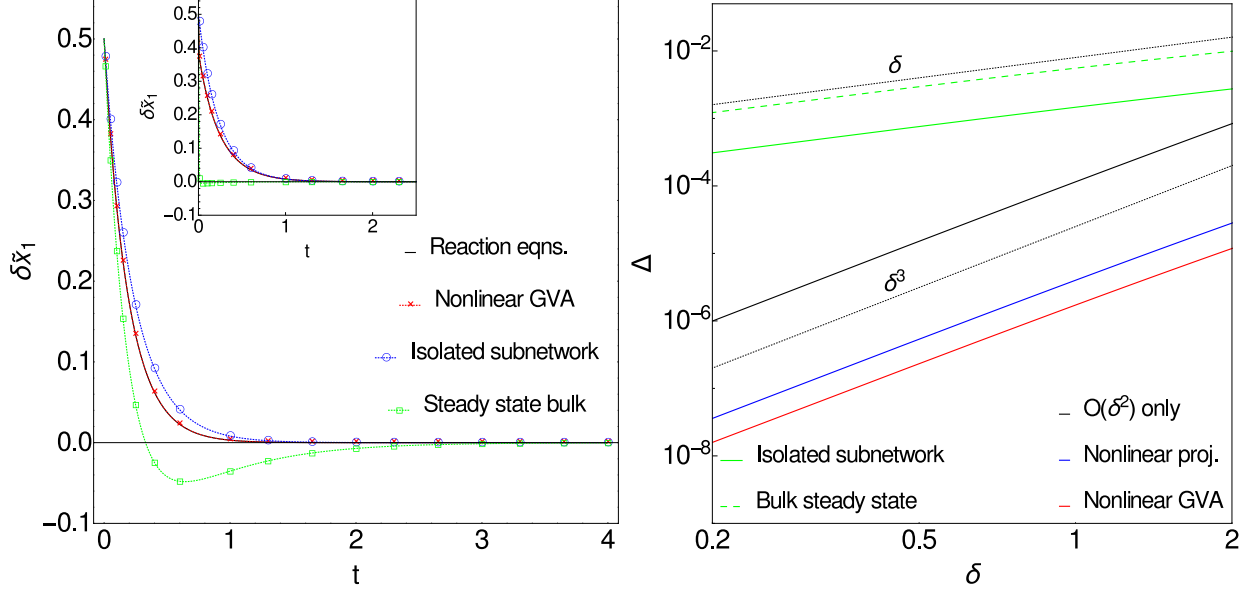 0.5
0.4
0.3
0.2
0.1
0.0
−0.1
δx̃₁
0
1
2
3
4
t
0.5
0.4
0.3
0.2
0.1
0.0
−0.1
δx̃₁
0
1
2
t
Reaction eqns.
Nonlinear GVA
Isolated subnetwork
Steady state bulk
10⁻²
10⁻⁴
10⁻⁶
10⁻⁸
Δ
δ
δ³
O(δ²) only
Isolated subnetwork
Nonlinear proj.
Bulk steady state
Nonlinear GVA
0.2
0.5
1
2
δ